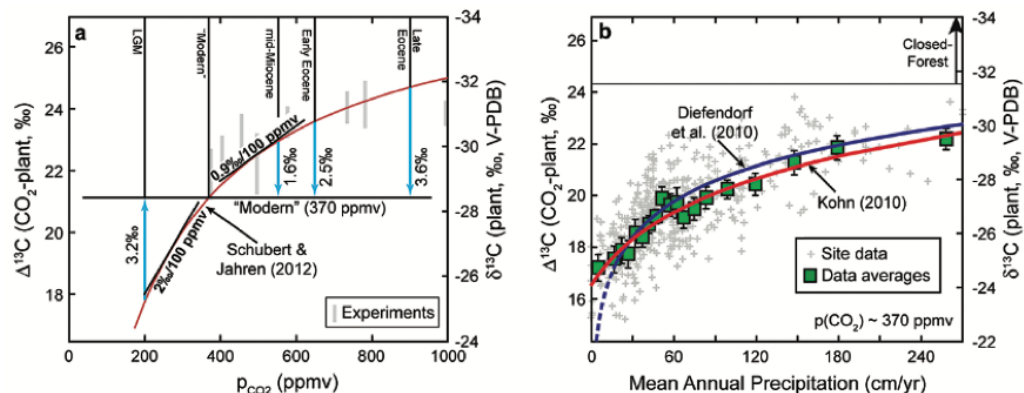 a
26
24
22
20
18
Δ¹³C (CO₂-plant, ‰)
LGM
"Modern"
mid-Miocene
Early Eocene
Late
Eocene
0.9‰/100 ppmv
2‰/100 ppmv
3.2‰
1.6‰
2.5‰
3.6‰
"Modern" (370 ppmv)
Schubert &
Jahren (2012)
Experiments
-34
-32
-30
-28
-26
-24
δ¹³C (plant, ‰, V-PDB)
0 200 400 600 800 1000
pCO2 (ppmv)
b
26
24
22
20
18
16
Δ¹³C (CO₂-plant, ‰)
Closed-
Forest
Diefendorf
et al. (2010)
Kohn (2010)
Site data
Data averages
p(CO₂) ~ 370 ppmv
-34
-32
-30
-28
-26
-24
-22
δ¹³C (plant, ‰, V-PDB)
0 60 120 180 240
Mean Annual Precipitation (cm/yr)